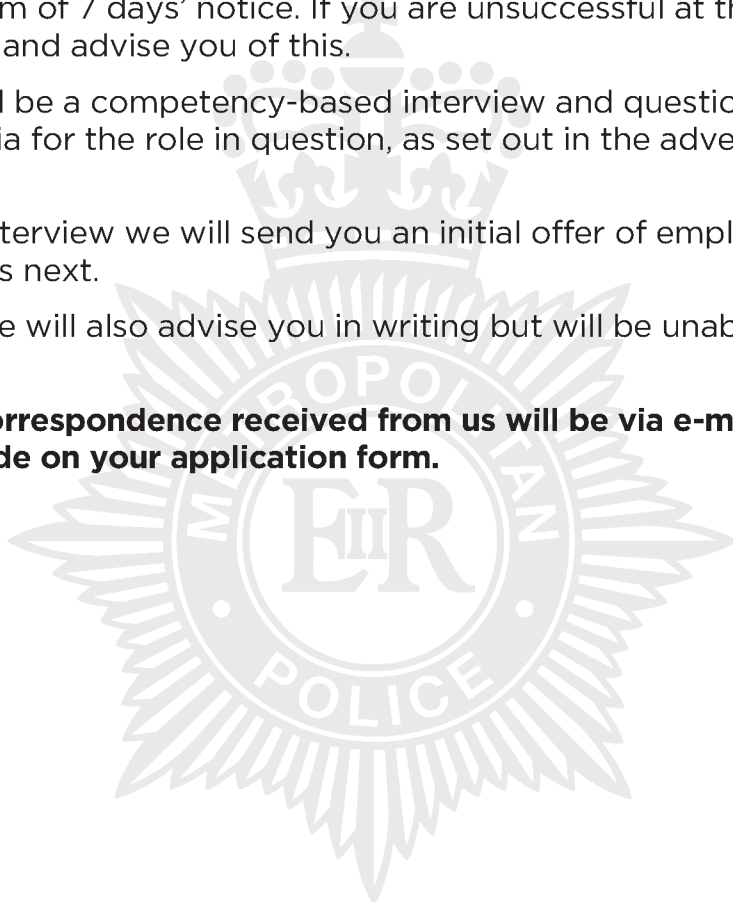 m of 7 days' notice. If you are unsuccessful at th
and advise you of this.
l be a competency-based interview and questio
ia for the role in question, as set out in the adve
terview we will send you an initial offer of empl
s next.
e will also advise you in writing but will be unab
orrespondence received from us will be via e-m
de on your application form.
METROPOLITAN
EIIR
POLICE